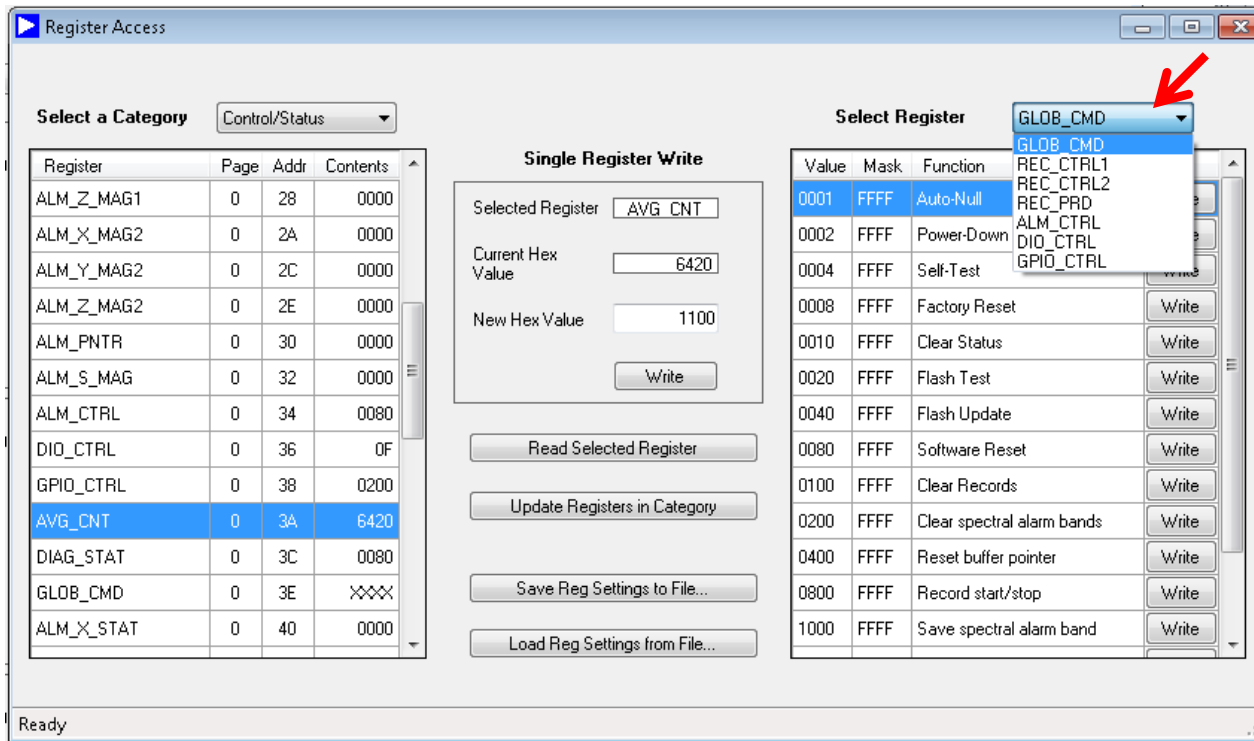 Register Access
Select a Category Control/Status
Register Page Addr Contents
ALM_Z_MAG1 0 28 0000
ALM_X_MAG2 0 2A 0000
ALM_Y_MAG2 0 2C 0000
ALM_Z_MAG2 0 2E 0000
ALM_PNTR 0 30 0000
ALM_S_MAG 0 32 0000
ALM_CTRL 0 34 0080
DIO_CTRL 0 36 0F
GPIO_CTRL 0 38 0200
AVG_CNT 0 3A 6420
DIAG_STAT 0 3C 0080
GLOB_CMD 0 3E XXXX
ALM_X_STAT 0 40 0000
Single Register Write
Selected Register AVG_CNT
Current Hex
Value
6420
New Hex Value 1100
Write
Read Selected Register
Update Registers in Category
Save Reg Settings to File...
Load Reg Settings from File...
Select Register GLOB_CMD
GLOB_CMD
REC_CTRL1
REC_CTRL2
REC_PRD
ALM_CTRL
DIO_CTRL
GPIO_CTRL
Value Mask Function
0001 FFFF Auto-Null
0002 FFFF Power-Down
0004 FFFF Self-Test
0008 FFFF Factory Reset Write
0010 FFFF Clear Status Write
0020 FFFF Flash Test Write
0040 FFFF Flash Update Write
0080 FFFF Software Reset Write
0100 FFFF Clear Records Write
0200 FFFF Clear spectral alarm bands Write
0400 FFFF Reset buffer pointer Write
0800 FFFF Record start/stop Write
1000 FFFF Save spectral alarm band Write
Ready